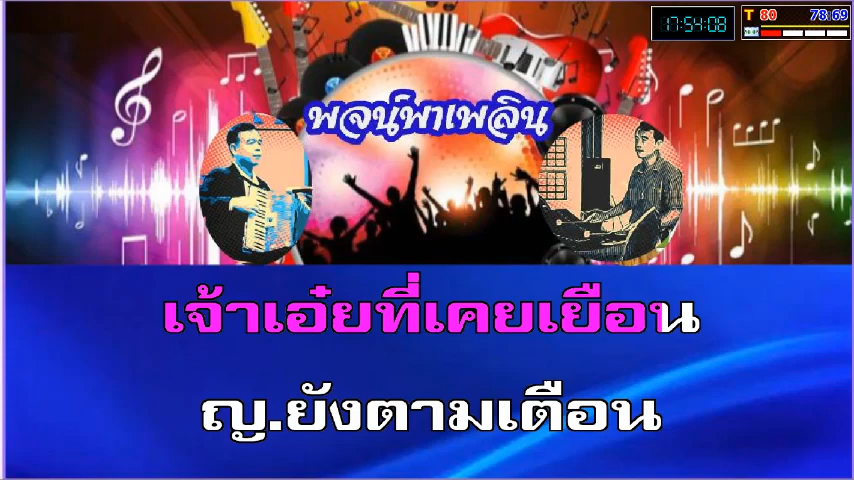 17:54:08
T 80 78:69
พจน์พาเพลิน
เจ้าเอ๋ยที่เคยเยือน
ญ.ยังตามเตือน